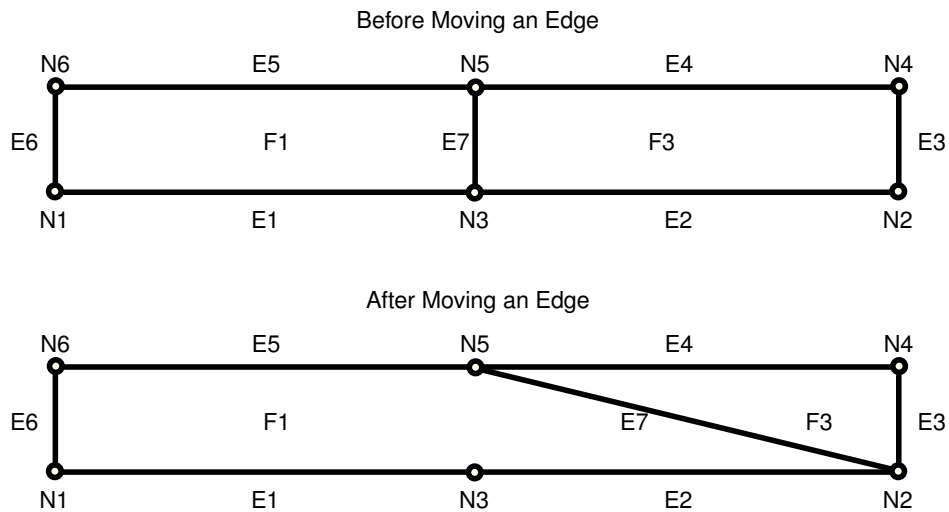 Before Moving an Edge
N6 E5 N5 E4 N4
E6 F1 E7 F3 E3
N1 E1 N3 E2 N2
After Moving an Edge
N6 E5 N5 E4 N4
E6 F1 E7 F3 E3
N1 E1 N3 E2 N2